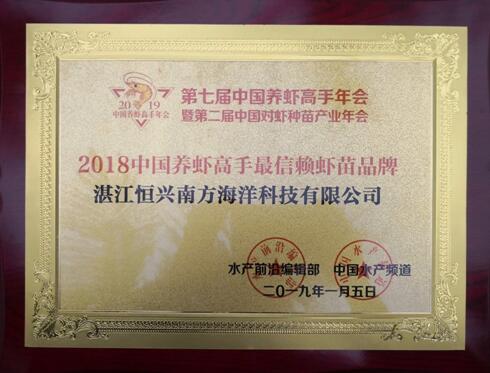 2019
中国养虾高手年会
第七届中国养虾高手年会
暨第二届中国对虾种苗产业年会
2018中国养虾高手最信赖虾苗品牌
湛江恒兴南方海洋科技有限公司
水产前沿编辑部 中国水产频道
二〇一九年一月五日